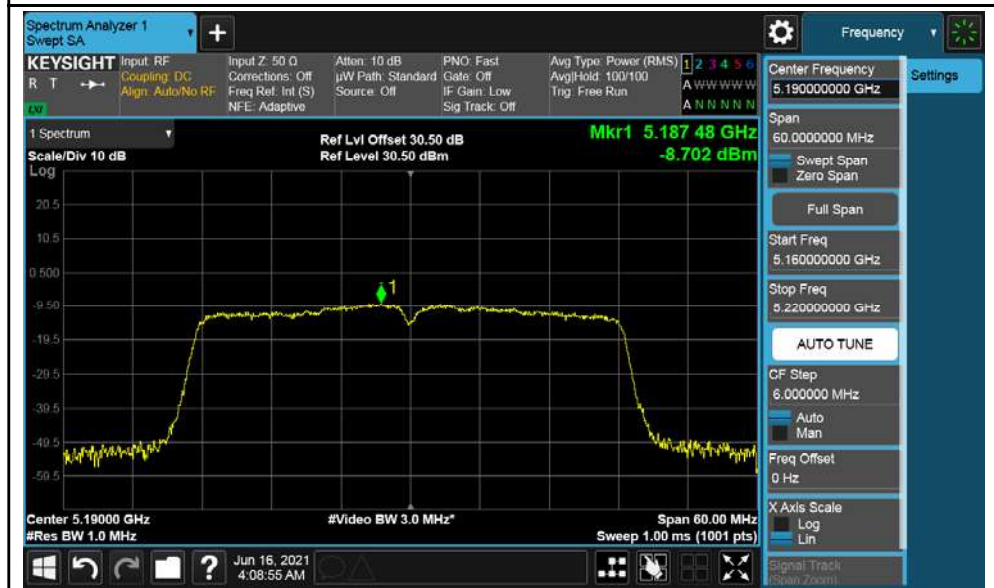 Spectrum Analyzer 1
Swept SA
+
Frequency
KEYSIGHT
R T
LXI
Input: RF
Coupling: DC
Align: Auto/No RF
Input Z: 50 Ω
Corrections: Off
Freq Ref: Int (S)
NFE: Adaptive
Atten: 10 dB
µW Path: Standard
Source: Off
PNO: Fast
Gate: Off
IF Gain: Low
Sig Track: Off
Avg Type: Power (RMS)
Avg|Hold: 100/100
Trig: Free Run
1 2 3 4 5 6
A W W W W W
A N N N N N
1 Spectrum
Scale/Div 10 dB
Log
Ref Lvl Offset 30.50 dB
Ref Level 30.50 dBm
Mkr1 5.187 48 GHz
-8.702 dBm
20.5
10.5
0.500
-9.50
-19.5
-29.5
-39.5
-49.5
-59.5
1
Center 5.19000 GHz
#Res BW 1.0 MHz
#Video BW 3.0 MHz*
Span 60.00 MHz
Sweep 1.00 ms (1001 pts)
Center Frequency
5.190000000 GHz
Settings
Span
60.0000000 MHz
Swept Span
Zero Span
Full Span
Start Freq
5.160000000 GHz
Stop Freq
5.220000000 GHz
AUTO TUNE
CF Step
6.000000 MHz
Auto
Man
Freq Offset
0 Hz
X Axis Scale
Log
Lin
Signal Track
(Span Zoom)
?
Jun 16, 2021
4:08:55 AM